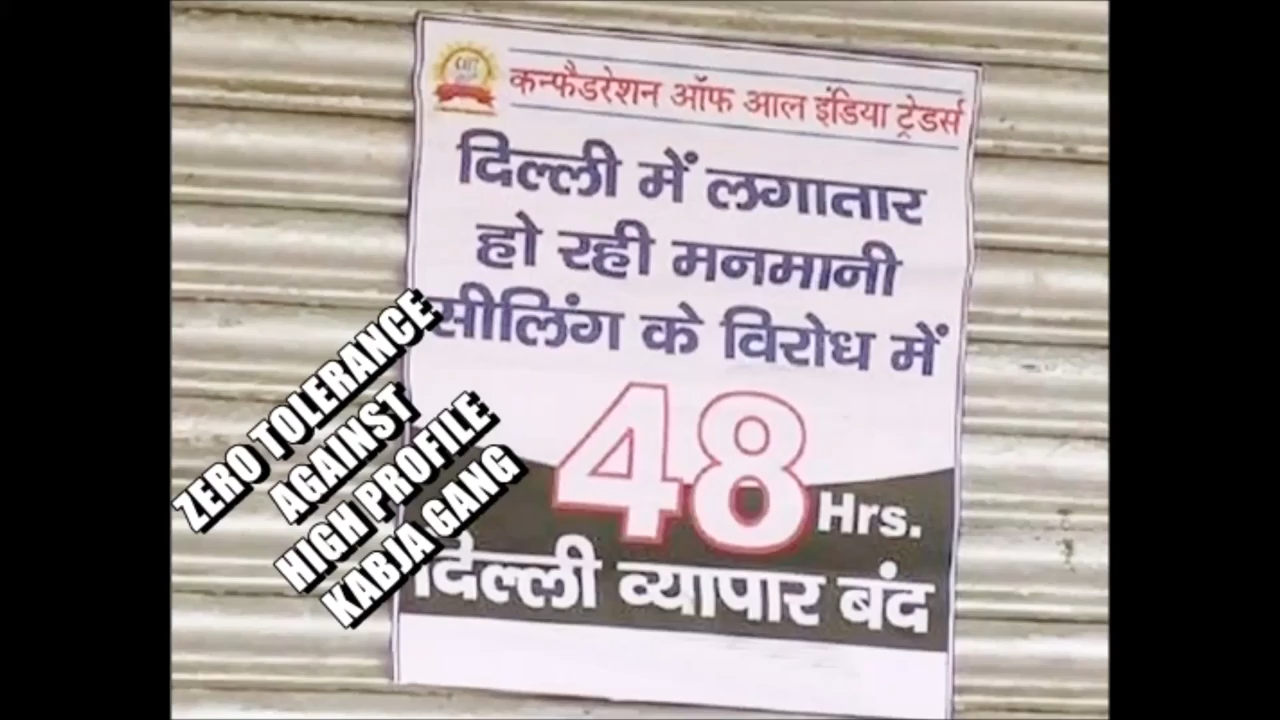 कन्फैडरेशन ऑफ आल इंडिया ट्रेडर्स
दिल्ली में लगातार
हो रही मनमानी
सीलिंग के विरोध में
48 Hrs.
दिल्ली व्यापार बंद
ZERO TOLERANCE
AGAINST
HIGH PROFILE
KABJA GANG